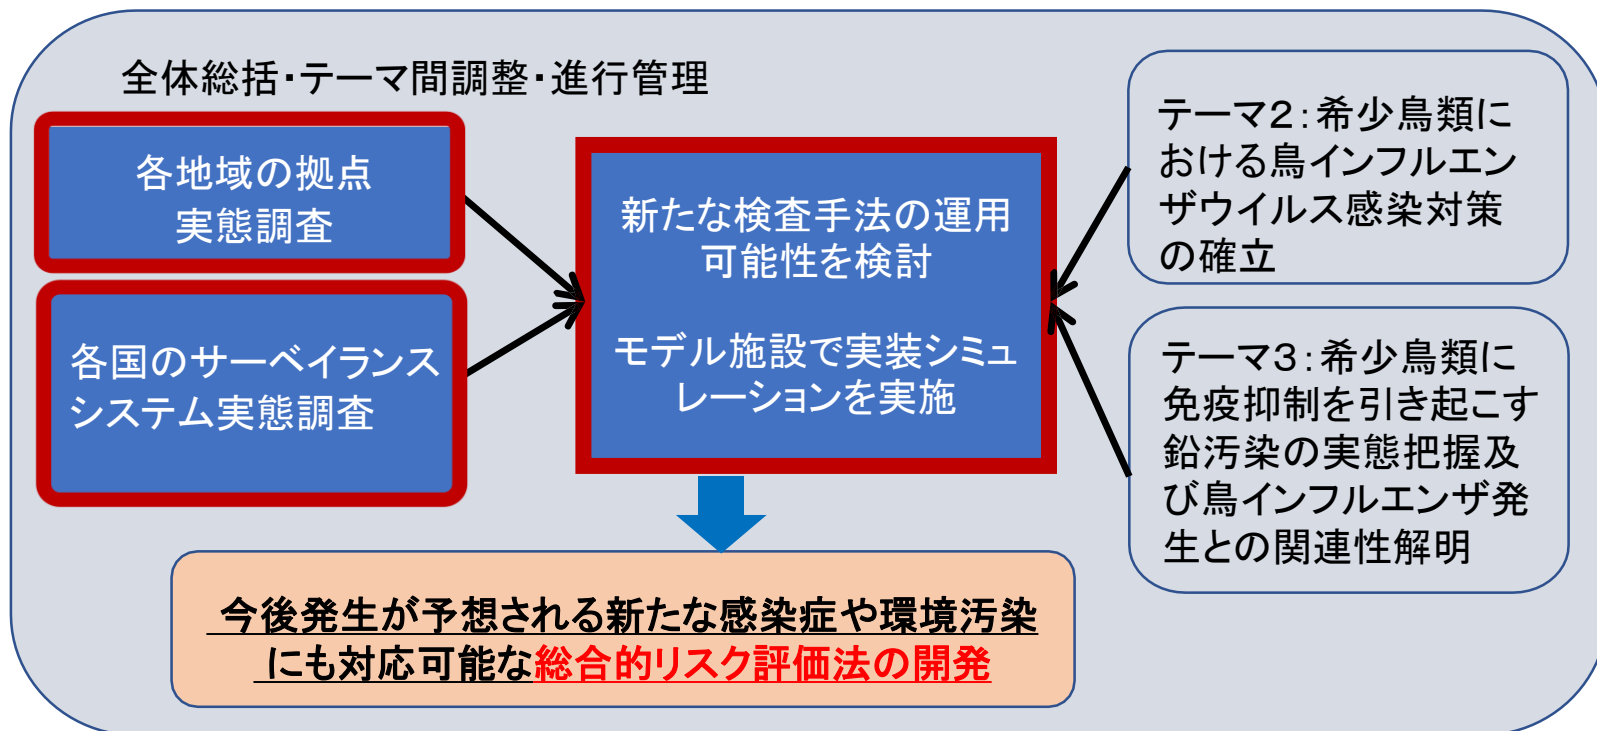 全体総括・テーマ間調整・進行管理
各地域の拠点
実態調査
各国のサーベイランス
システム実態調査
新たな検査手法の運用
可能性を検討
モデル施設で実装シミュ
レーションを実施
テーマ2：希少鳥類に
おける鳥インフルエン
ザウイルス感染対策
の確立
テーマ3：希少鳥類に
免疫抑制を引き起こす
鉛汚染の実態把握及
び鳥インフルエンザ発
生との関連性解明
今後発生が予想される新たな感染症や環境汚染
にも対応可能な総合的リスク評価法の開発